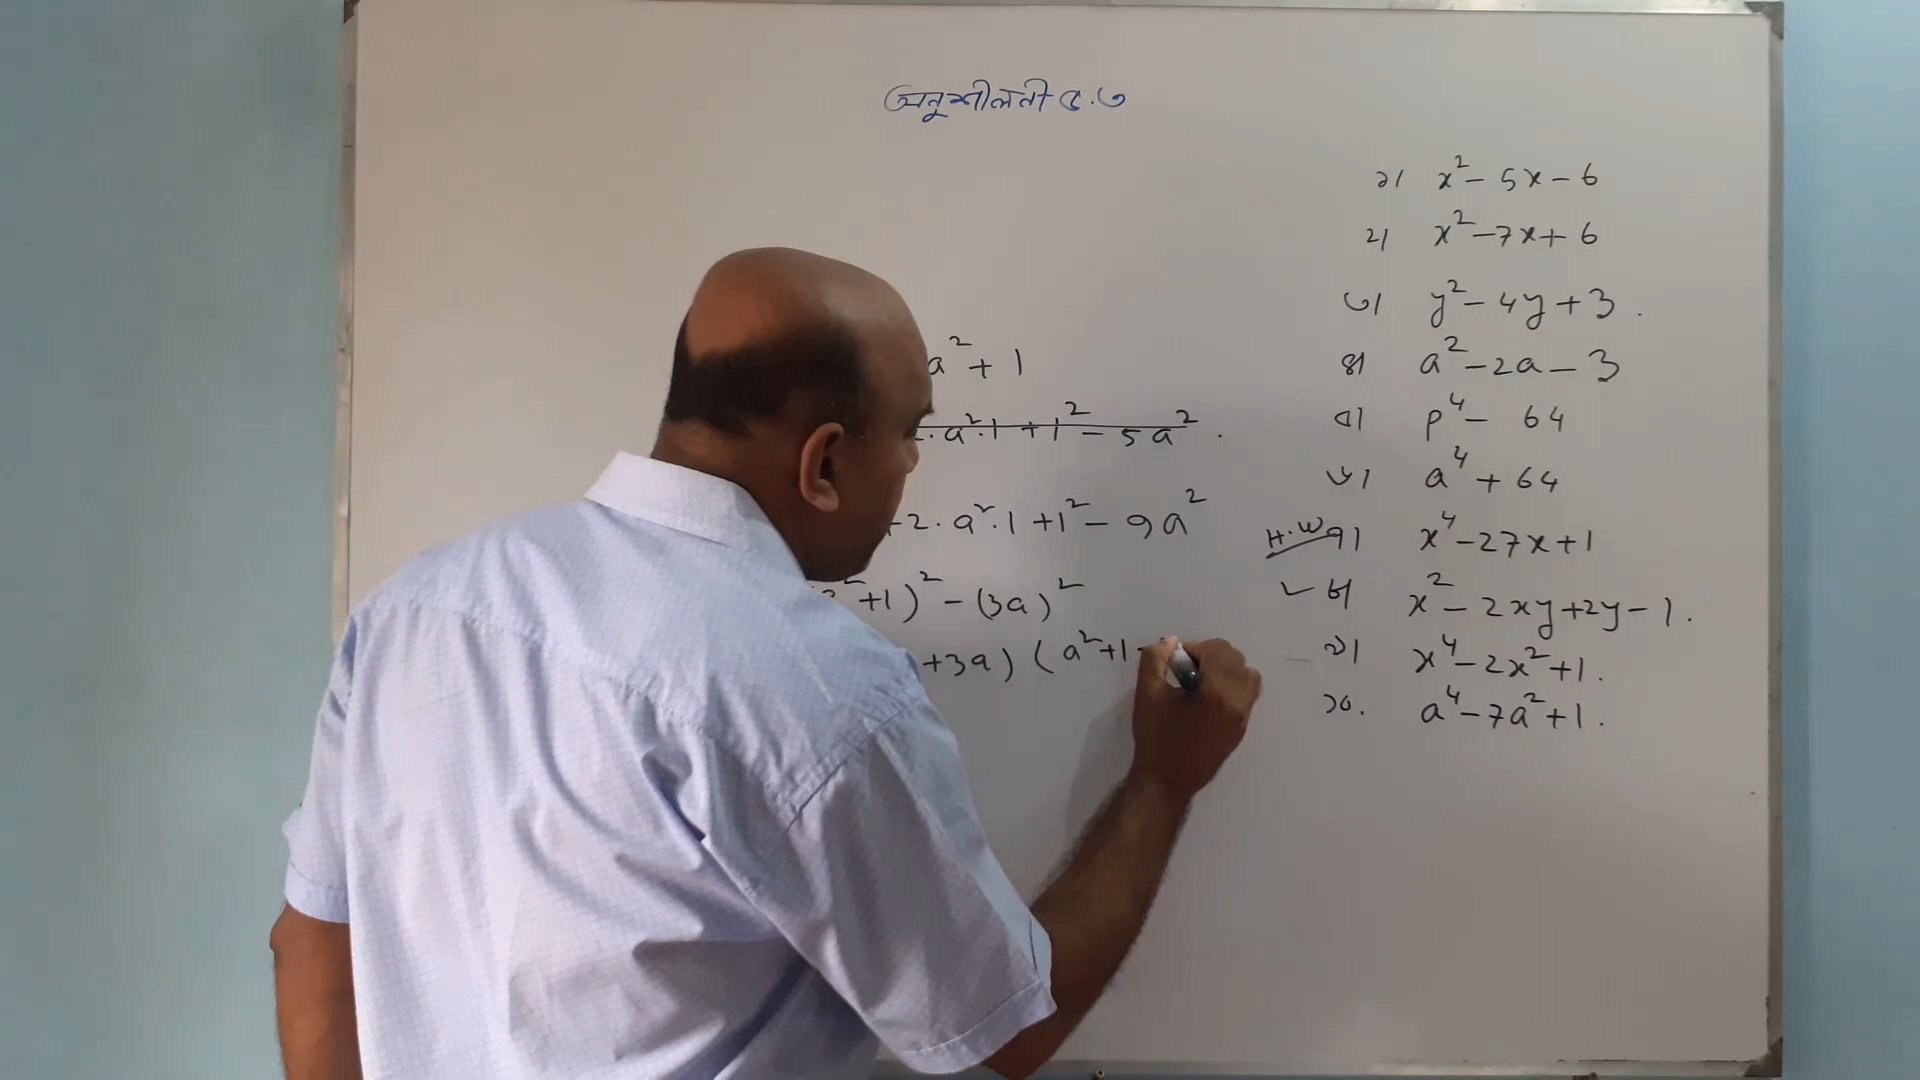 অনুশীলনী ৫.৩
a² + 1
2. a².1 + 1² - 5a² .
+2. a².1 + 1² - 9a²
+1)² - (3a)²
+3a) (a²+1 -
১। x² - 5x - 6
২। x² - 7x + 6
৩। y² - 4y + 3 .
৪। a² - 2a - 3
৫। p⁴ - 64
৬। a⁴ + 64
H.W ৭। x⁴ - 27x + 1
✓ ৮। x² - 2xy + 2y - 1 .
৯। x⁴ - 2x² + 1 .
১০. a⁴ - 7a² + 1 .